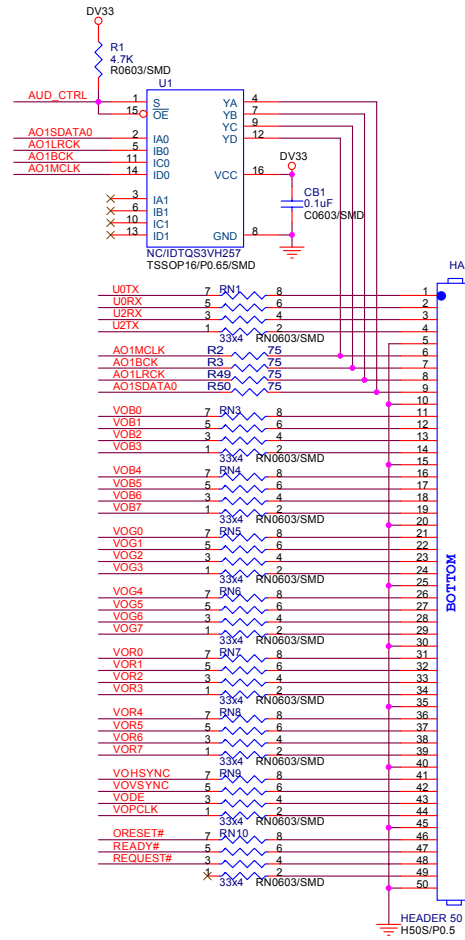 DV33
R1
4.7K
R0603/SMD
U1
AUD_CTRL 1 S YA 4
15 OE YB 7
YC 9
AO1SDATA0 2 IA0 YD 12
AO1LRCK 5 IB0
AO1BCK 11 IC0
AO1MCLK 14 ID0 VCC 16 DV33
3 IA1
6 IB1
10 IC1
13 ID1 GND 8
CB1
0.1uF
C0603/SMD
NC/IDTQS3VH257
TSSOP16/P0.65/SMD
HA
U0TX 7 RN1 8 1
U0RX 5 6 2
U2RX 3 4 3
U2TX 1 2 4
33x4 RN0603/SMD
5
AO1MCLK R2 75 6
AO1BCK R3 75 7
AO1LRCK R49 75 8
AO1SDATA0 R50 75 9
10
VOB0 7 RN3 8 11
VOB1 5 6 12
VOB2 3 4 13
VOB3 1 2 14
33x4 RN0603/SMD
15
VOB4 7 RN4 8 16
VOB5 5 6 17
VOB6 3 4 18
VOB7 1 2 19
33x4 RN0603/SMD
20
VOG0 7 RN5 8 21
VOG1 5 6 22
VOG2 3 4 23
VOG3 1 2 24
33x4 RN0603/SMD
25
VOG4 7 RN6 8 26
VOG5 5 6 27
VOG6 3 4 28
VOG7 1 2 29
33x4 RN0603/SMD
30
BOTTOM
VOR0 7 RN7 8 31
VOR1 5 6 32
VOR2 3 4 33
VOR3 1 2 34
33x4 RN0603/SMD
35
VOR4 7 RN8 8 36
VOR5 5 6 37
VOR6 3 4 38
VOR7 1 2 39
33x4 RN0603/SMD
40
VOHSYNC 7 RN9 8 41
VOVSYNC 5 6 42
VODE 3 4 43
VOPCLK 1 2 44
33x4 RN0603/SMD
45
ORESET# 7 RN10 8 46
READY# 5 6 47
REQUEST# 3 4 48
1 2 49
33x4 RN0603/SMD
50
HEADER 50
H50S/P0.5